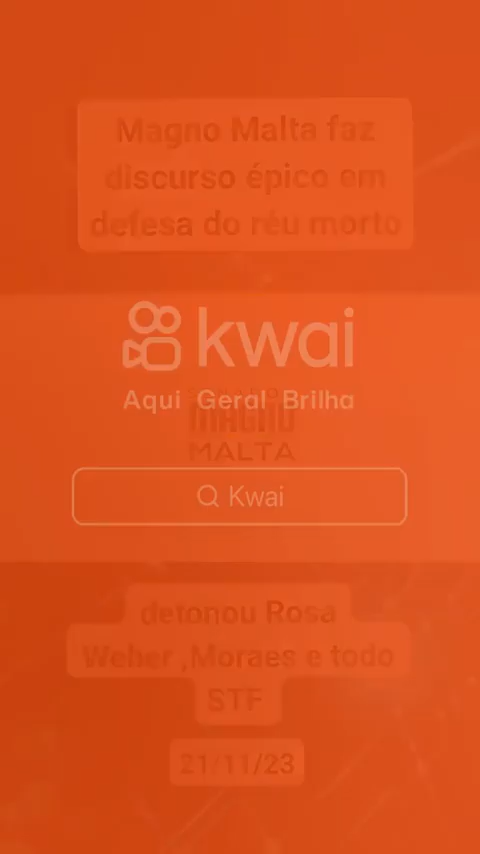 Magno Malta faz
discurso épico em
defesa do réu morto
kwai
Aqui Geral Brilha
MAGNO
MALTA
Kwai
detonou Rosa
Weber ,Moraes e todo
STF
21/11/23